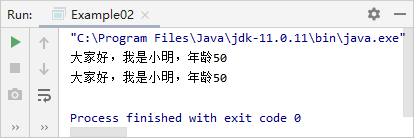 Run: Example02
"C:\Program Files\Java\jdk-11.0.11\bin\java.exe"
大家好，我是小明，年龄50
大家好，我是小明，年龄50
Process finished with exit code 0